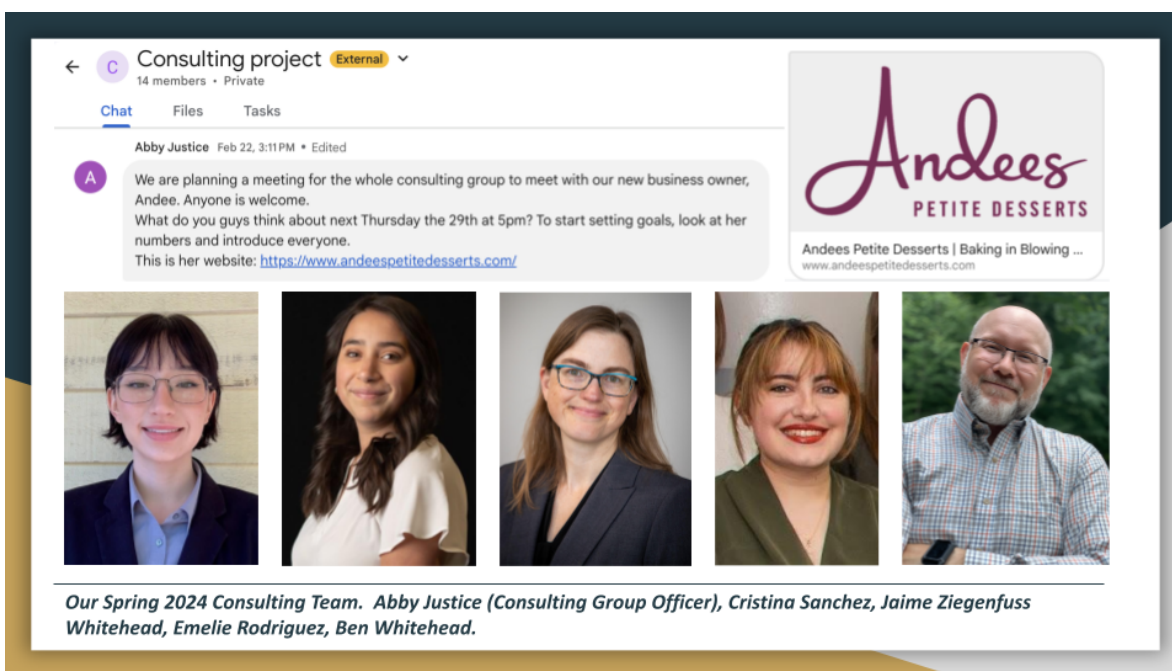 Consulting project External
14 members • Private
Chat Files Tasks
Abby Justice Feb 22, 3:11 PM • Edited
A
We are planning a meeting for the whole consulting group to meet with our new business owner,
Andee. Anyone is welcome.
What do you guys think about next Thursday the 29th at 5pm? To start setting goals, look at her
numbers and introduce everyone.
This is her website: https://www.andeespetitedesserts.com/
C
Andees
PETITE DESSERTS
Andees Petite Desserts | Baking in Blowing ...
www.andeespetitedesserts.com
Our Spring 2024 Consulting Team. Abby Justice (Consulting Group Officer), Cristina Sanchez, Jaime Ziegenfuss
Whitehead, Emelie Rodriguez, Ben Whitehead.